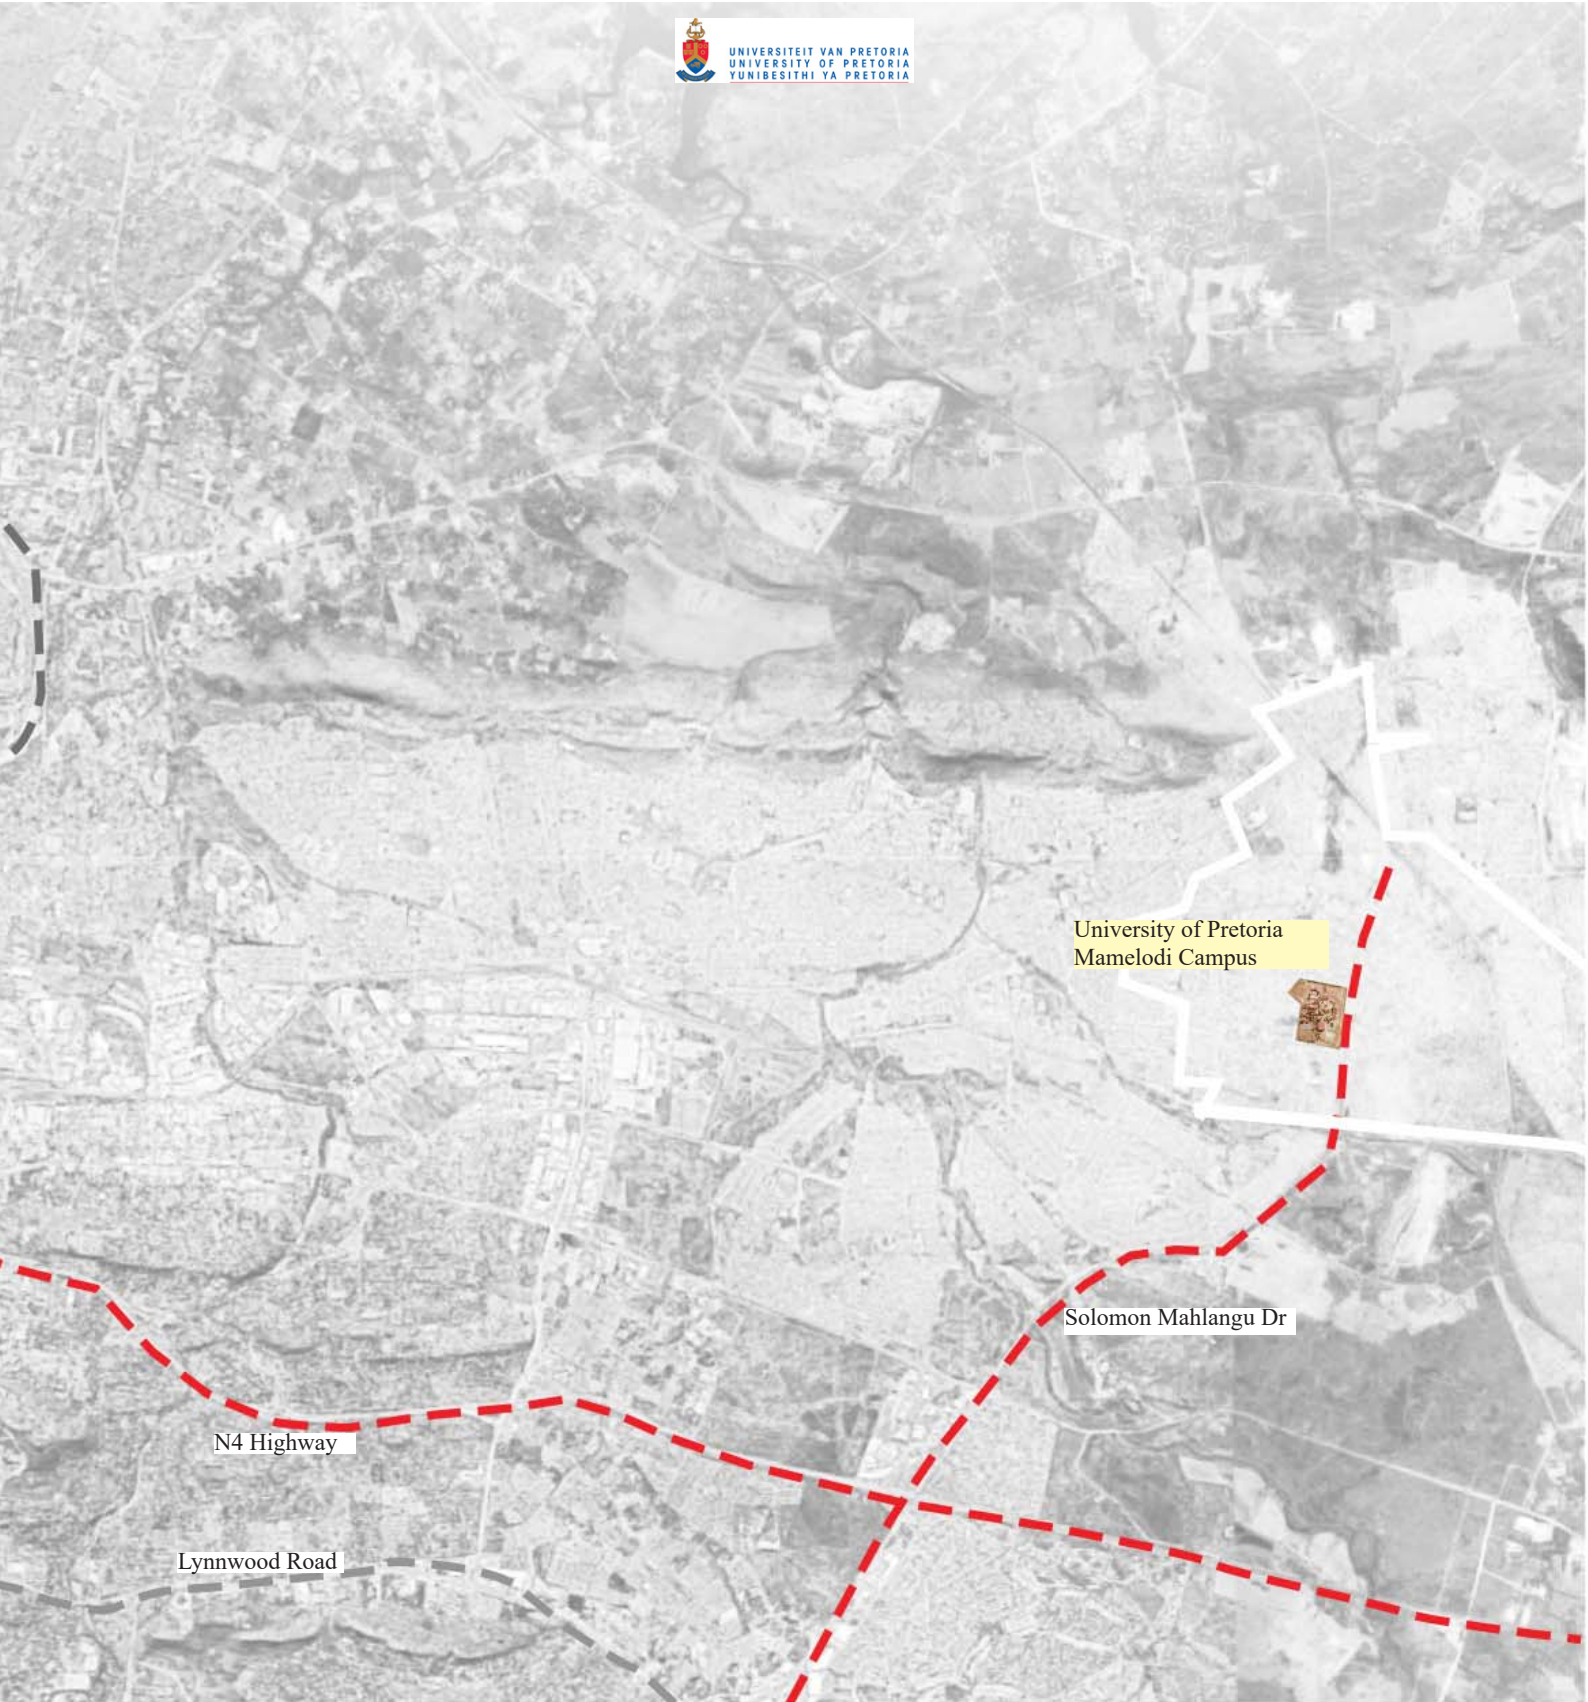 UNIVERSITEIT VAN PRETORIA
UNIVERSITY OF PRETORIA
YUNIBESITHI YA PRETORIA
University of Pretoria
Mamelodi Campus
Solomon Mahlangu Dr
N4 Highway
Lynnwood Road